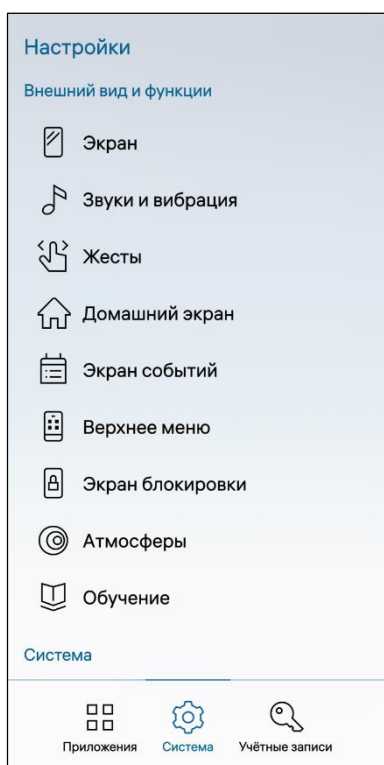 Настройки
Внешний вид и функции
Экран
Звуки и вибрация
Жесты
Домашний экран
Экран событий
Верхнее меню
Экран блокировки
Атмосферы
Обучение
Система
Приложения Система Учётные записи